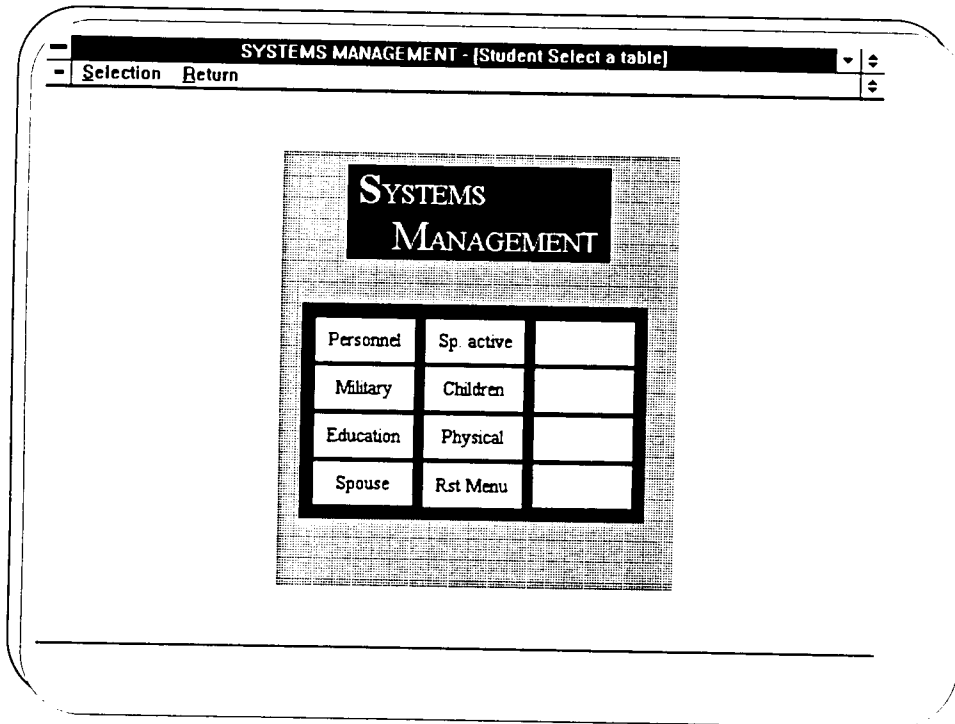 SYSTEMS MANAGEMENT - [Student Select a table]
Selection Return
SYSTEMS
MANAGEMENT
Personnel Sp. active
Military Children
Education Physical
Spouse Rst Menu